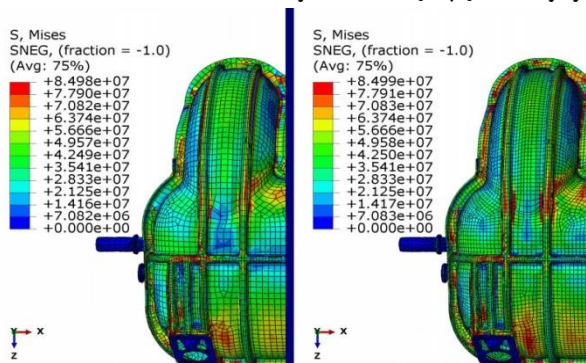 S, Mises
SNEG, (fraction = -1.0)
(Avg: 75%)
+8.498e+07
+7.790e+07
+7.082e+07
+6.374e+07
+5.666e+07
+4.957e+07
+4.249e+07
+3.541e+07
+2.833e+07
+2.125e+07
+1.416e+07
+7.082e+06
+0.000e+00
Y
X
Z
S, Mises
SNEG, (fraction = -1.0)
(Avg: 75%)
+8.499e+07
+7.791e+07
+7.083e+07
+6.374e+07
+5.666e+07
+4.958e+07
+4.250e+07
+3.541e+07
+2.833e+07
+2.125e+07
+1.417e+07
+7.083e+06
+0.000e+00
Y
X
Z